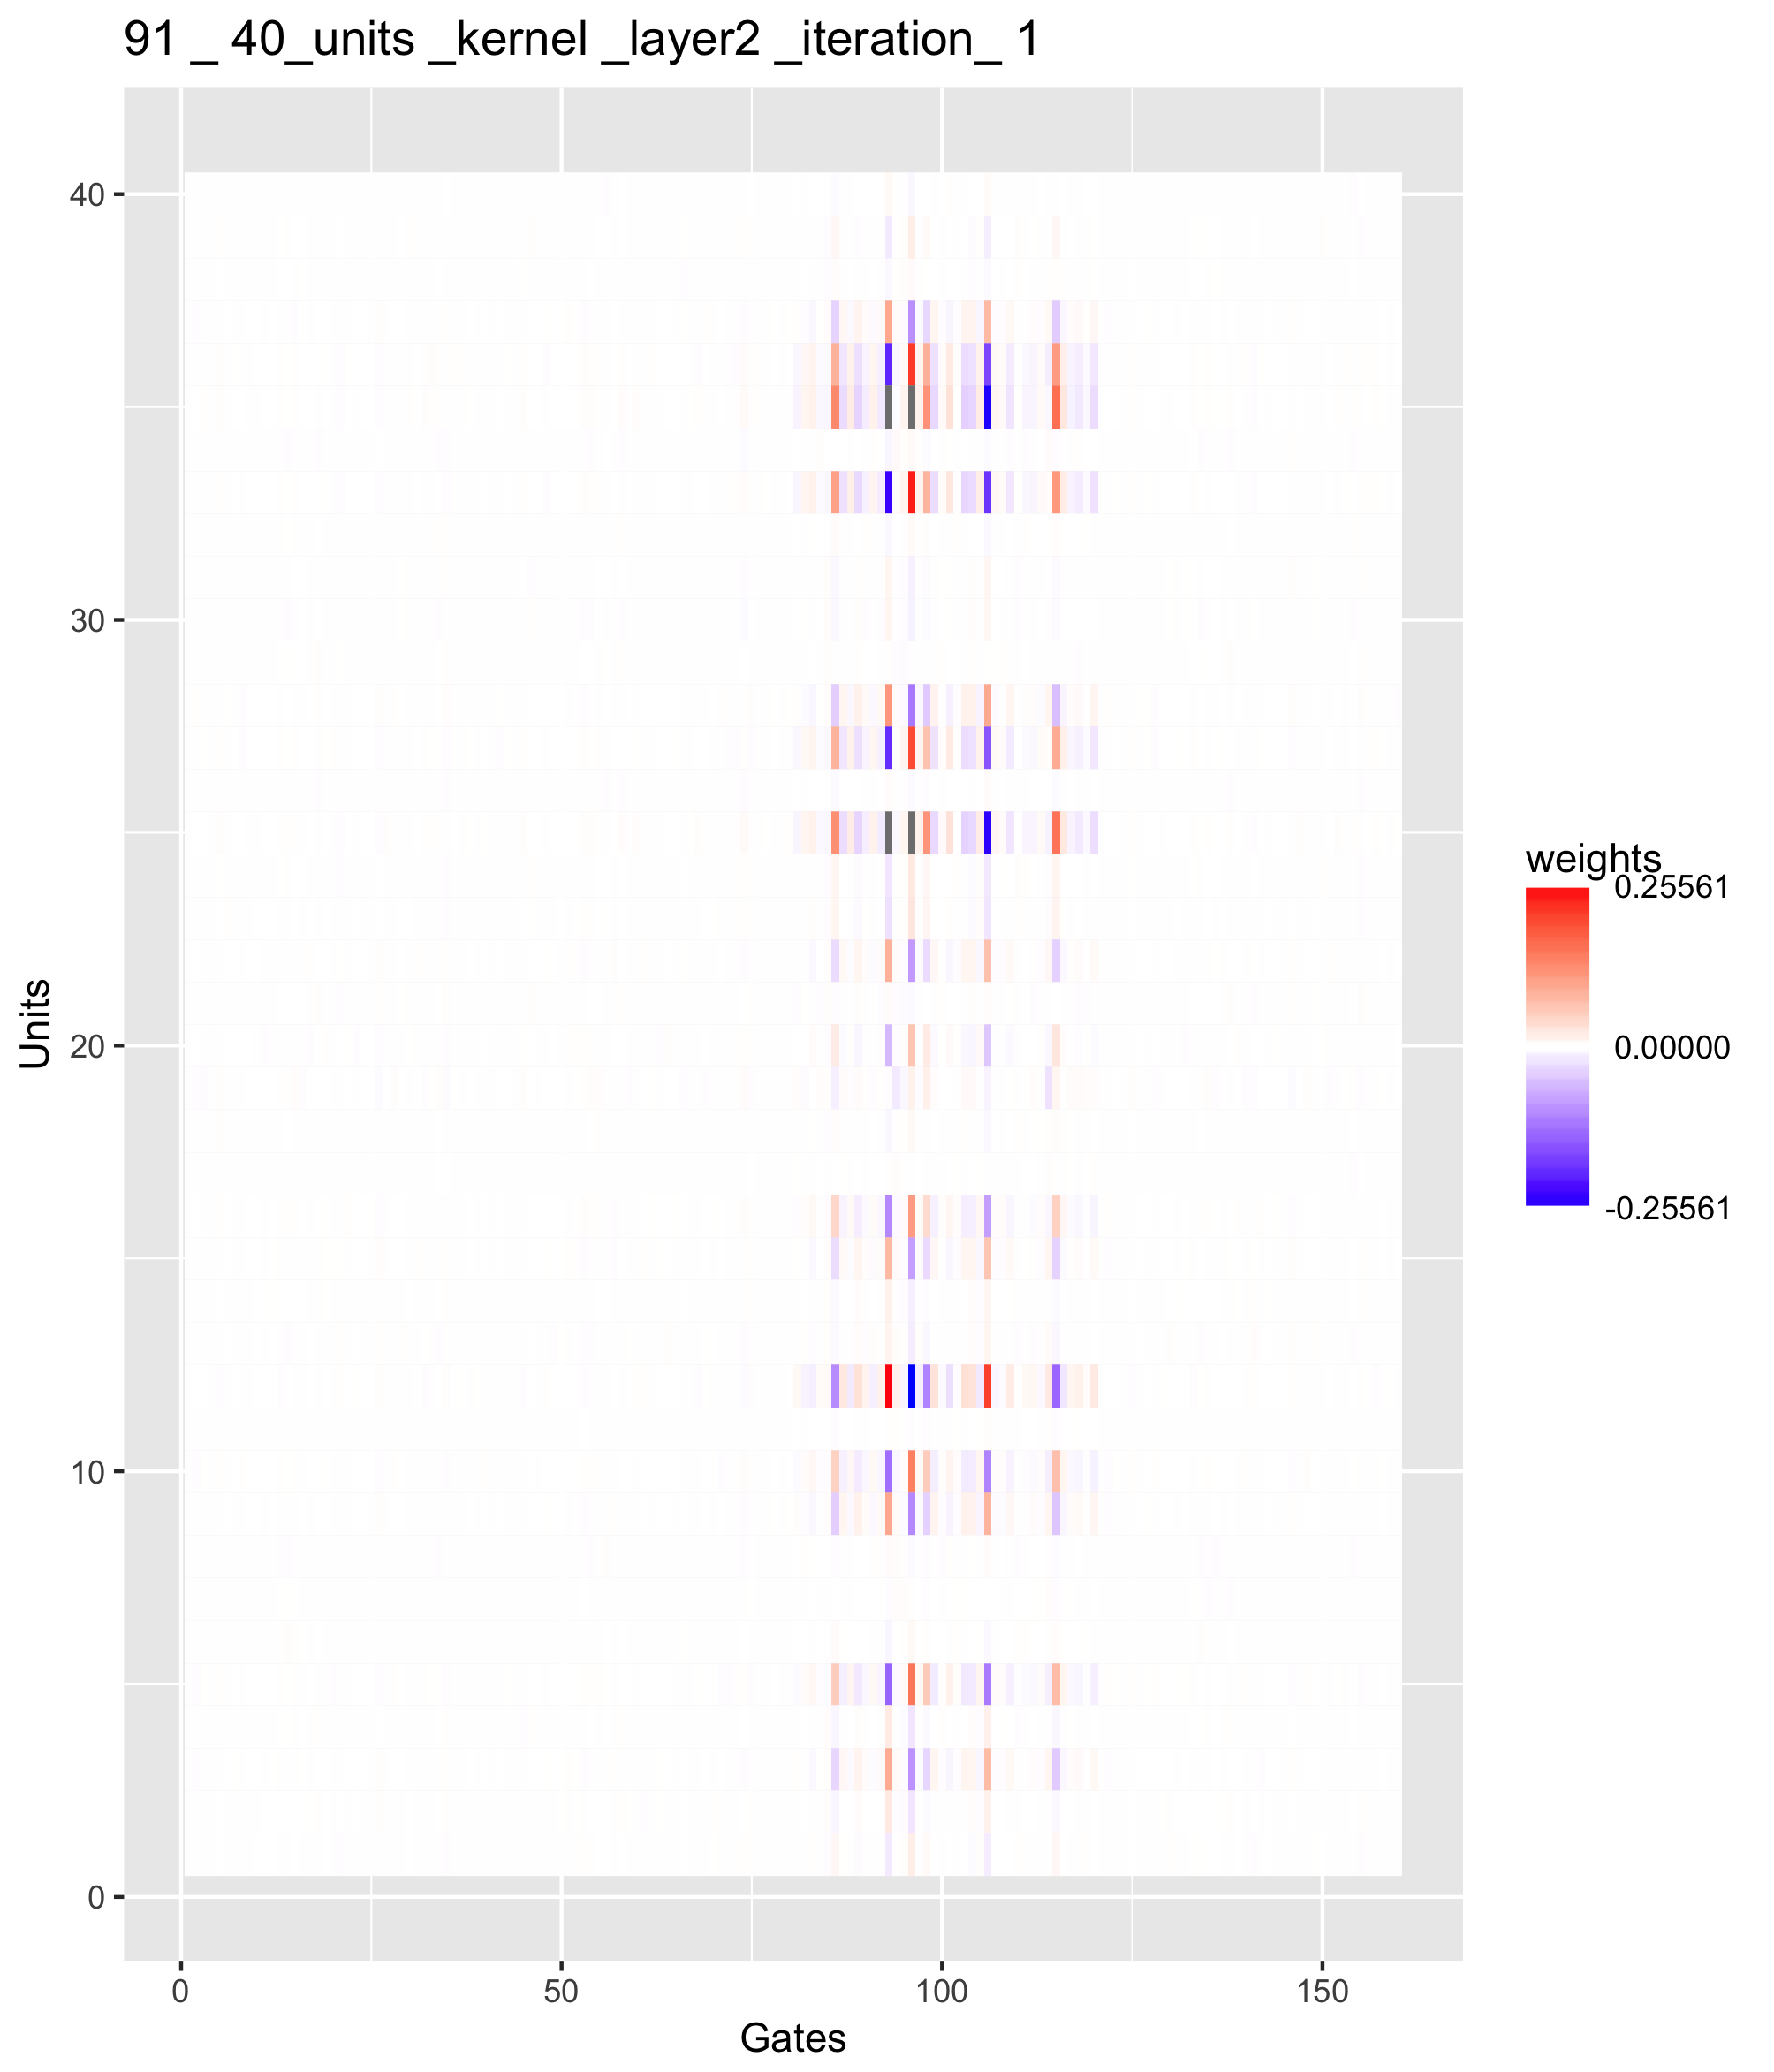 91 _ 40_units _kernel _layer2 _iteration_ 1
40
30
20
10
0
Units
0 50 100 150
Gates
weights
0.25561
0.00000
-0.25561